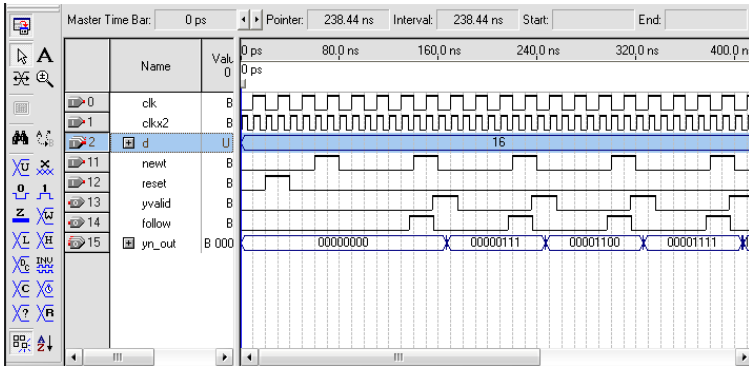 Master Time Bar: 0 ps Pointer: 238.44 ns Interval: 238.44 ns Start: End:
Name Valu 0
0 ps 80.0 ns 160.0 ns 240.0 ns 320.0 ns 400.0 n
0 ps
0 clk B
1 clkx2 B
2 d U 16
11 newt B
12 reset B
13 yvalid B
14 follow B
15 yn_out B 000 00000000 00000111 00001100 00001111